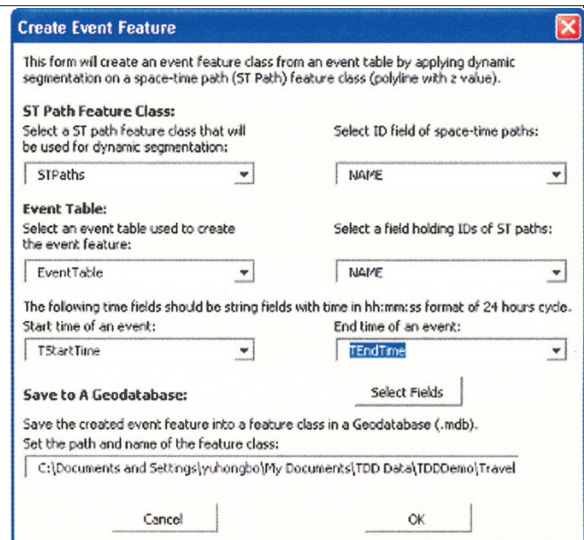 Create Event Feature
This form will create an event feature class from an event table by applying dynamic
segmentation on a space-time path (ST Path) feature class (polyline with z value).
ST Path Feature Class:
Select a ST path feature class that will
be used for dynamic segmentation:
Select ID field of space-time paths:
STPaths
NAME
Event Table:
Select an event table used to create
the event feature:
Select a field holding IDs of ST paths:
EventTable
NAME
The following time fields should be string fields with time in hh:mm:ss format of 24 hours cycle.
Start time of an event:
End time of an event:
TStartTime
TEndTime
Save to A Geodatabase:
Select Fields
Save the created event feature into a feature class in a Geodatabase (.mdb).
Set the path and name of the feature class:
C:\Documents and Settings\yuhongbo\My Documents\TDD Data\TDDDemo\Travel
Cancel
OK